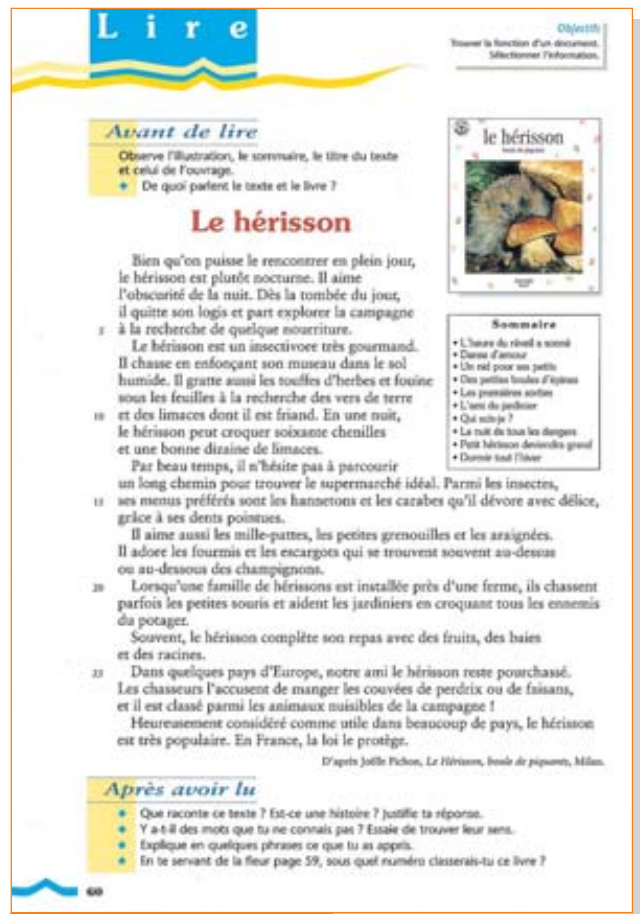 Lire
Objectifs
Trouver la fonction d'un document.
Sélectionner l'information.
Avant de lire
Observe l'illustration, le sommaire, le titre du texte
et celui de l'ouvrage.
De quoi parlent le texte et le livre ?
le hérisson
boule de piquants
Le hérisson
Bien qu'on puisse le rencontrer en plein jour,
le hérisson est plutôt nocturne. Il aime
l'obscurité de la nuit. Dès la tombée du jour,
il quitte son logis et part explorer la campagne
5 à la recherche de quelque nourriture.
Le hérisson est un insectivore très gourmand.
Il chasse en enfonçant son museau dans le sol
humide. Il gratte aussi les touffes d'herbes et fouine
sous les feuilles à la recherche des vers de terre
10 et des limaces dont il est friand. En une nuit,
le hérisson peut croquer soixante chenilles
et une bonne dizaine de limaces.
Par beau temps, il n'hésite pas à parcourir
un long chemin pour trouver le supermarché idéal. Parmi les insectes,
15 ses menus préférés sont les hannetons et les carabes qu'il dévore avec délice,
grâce à ses dents pointues.
Il aime aussi les mille-pattes, les petites grenouilles et les araignées.
Il adore les fourmis et les escargots qui se trouvent souvent au-dessus
ou au-dessous des champignons.
20 Lorsqu'une famille de hérissons est installée près d'une ferme, ils chassent
parfois les petites souris et aident les jardiniers en croquant tous les ennemis
du potager.
Souvent, le hérisson complète son repas avec des fruits, des baies
et des racines.
25 Dans quelques pays d'Europe, notre ami le hérisson reste pourchassé.
Les chasseurs l'accusent de manger les couvées de perdrix ou de faisans,
et il est classé parmi les animaux nuisibles de la campagne !
Heureusement considéré comme utile dans beaucoup de pays, le hérisson
est très populaire. En France, la loi le protège.
D'après Joëlle Pichon, Le Hérisson, boule de piquants, Milan.
Sommaire
• L'heure du réveil a sonné
• Danse d'amour
• Un nid pour ses petits
• Des petites boules d'épines
• Les premières sorties
• L'ami du jardinier
• Qui suis-je ?
• La nuit de tous les dangers
• Petit hérisson deviendra grand
• Dormir tout l'hiver
Après avoir lu
Que raconte ce texte ? Est-ce une histoire ? Justifie ta réponse.
Y a-t-il des mots que tu ne connais pas ? Essaie de trouver leur sens.
Explique en quelques phrases ce que tu as appris.
En te servant de la fleur page 59, sous quel numéro classerais-tu ce livre ?
60